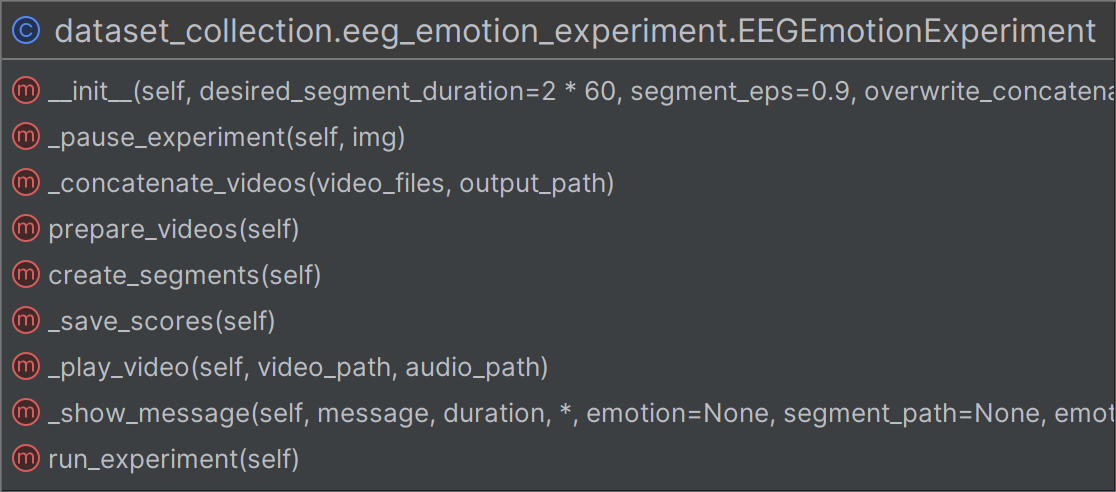 C dataset_collection.eeg_emotion_experiment.EEGEmotionExperiment
m __init__(self, desired_segment_duration=2 * 60, segment_eps=0.9, overwrite_concatena
m _pause_experiment(self, img)
m _concatenate_videos(video_files, output_path)
m prepare_videos(self)
m create_segments(self)
m _save_scores(self)
m _play_video(self, video_path, audio_path)
m _show_message(self, message, duration, *, emotion=None, segment_path=None, emot
m run_experiment(self)